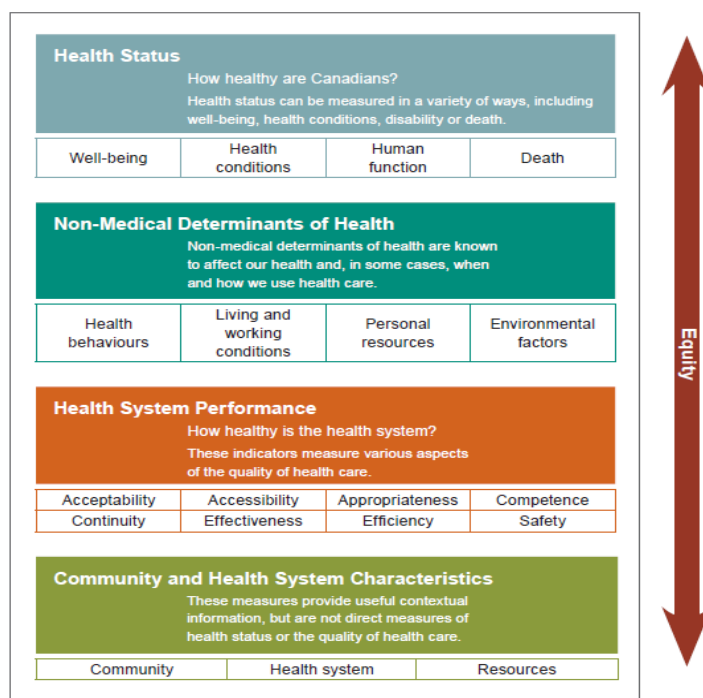 Health Status
How healthy are Canadians?
Health status can be measured in a variety of ways, including
well-being, health conditions, disability or death.
Well-being
Health
conditions
Human
function
Death
Non-Medical Determinants of Health
Non-medical determinants of health are known
to affect our health and, in some cases, when
and how we use health care.
Health
behaviours
Living and
working
conditions
Personal
resources
Environmental
factors
Health System Performance
How healthy is the health system?
These indicators measure various aspects
of the quality of health care.
Acceptability Accessibility Appropriateness Competence
Continuity Effectiveness Efficiency Safety
Community and Health System Characteristics
These measures provide useful contextual
information, but are not direct measures of
health status or the quality of health care.
Community Health system Resources
Equity